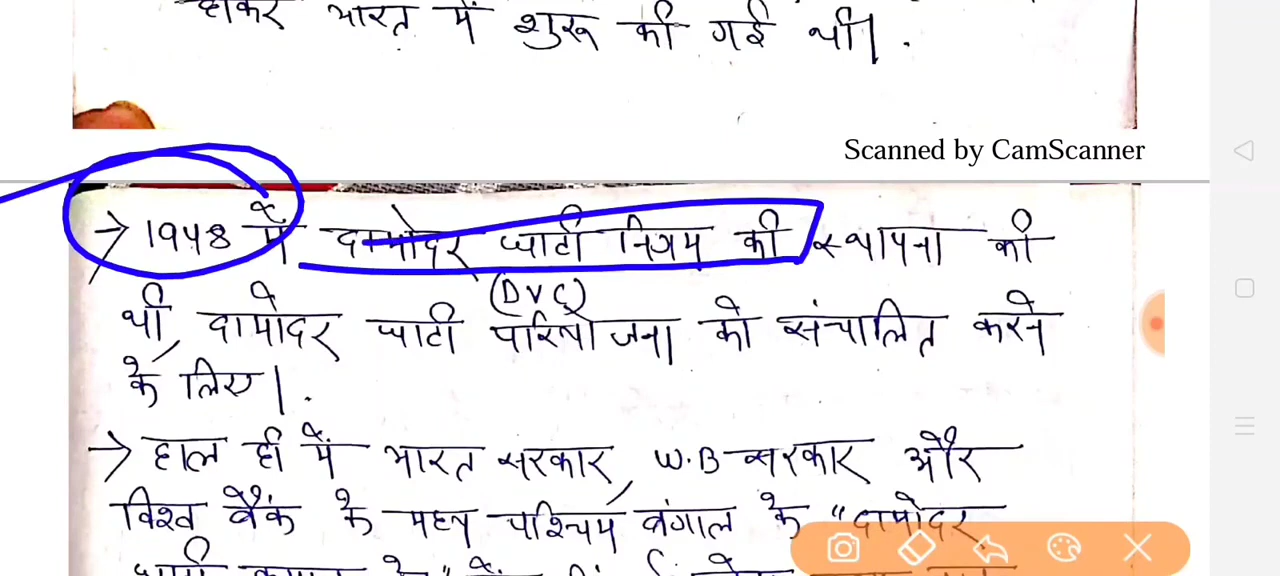 होकर भारत में शुरू की गई थी।
Scanned by CamScanner
→ 1948 में दामोदर घाटी निगम की स्थापना की
(DVC)
थी, दामोदर घाटी परियोजना को संचालित करने
के लिए।
→ हाल ही में भारत सरकार, W.B सरकार और
विश्व बैंक के मध्य पश्चिम बंगाल के "दामोदर